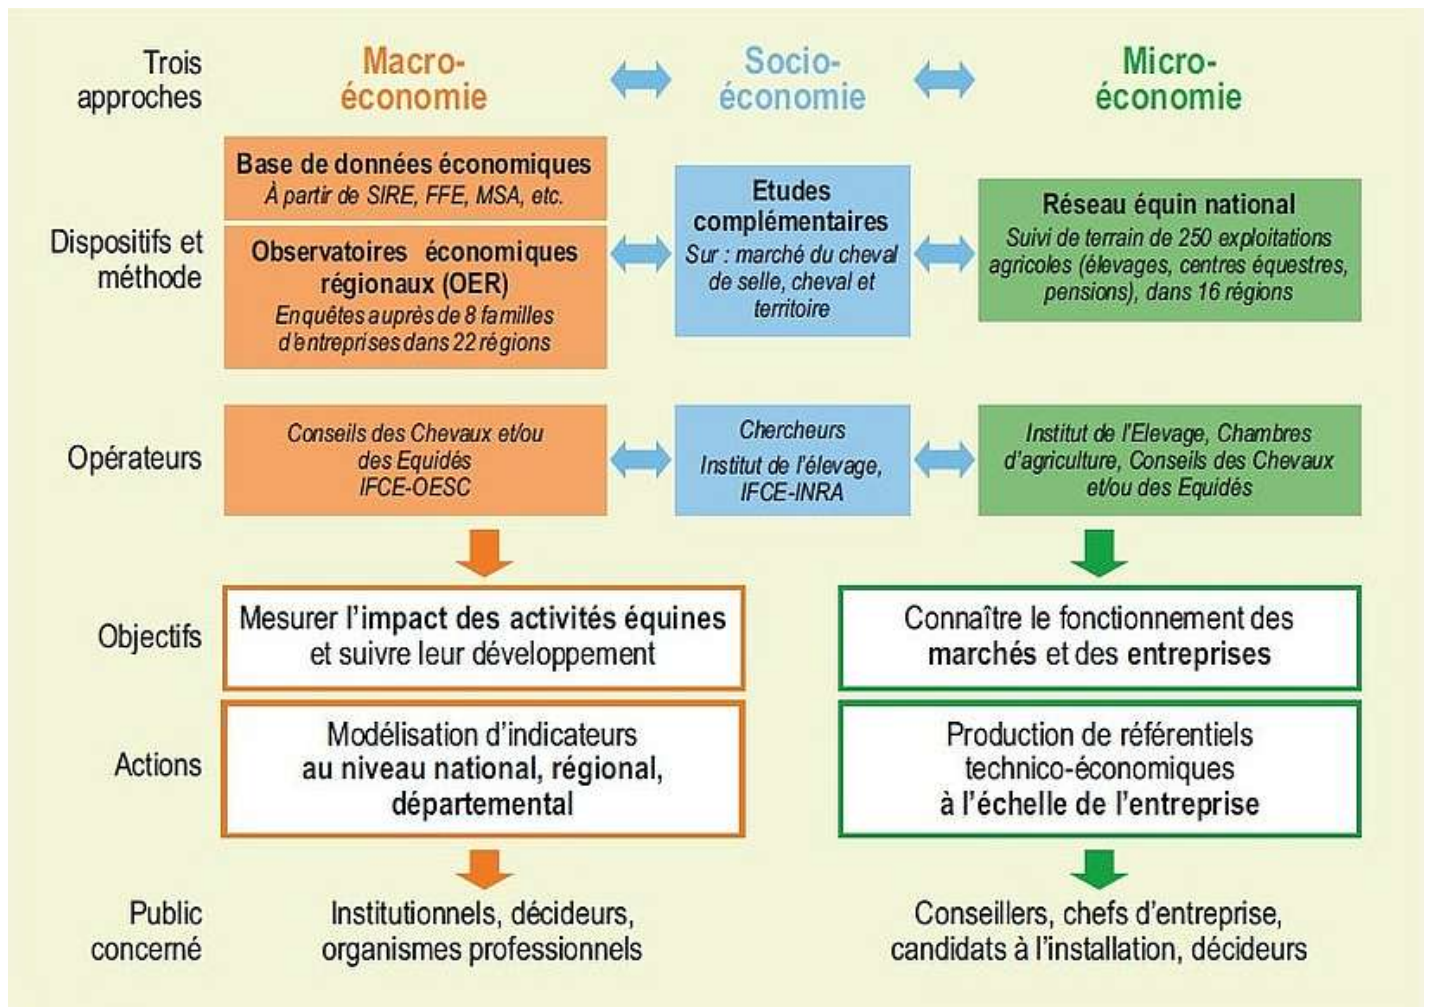 Trois
approches
Macro-
économie
Socio-
économie
Micro-
économie
Dispositifs et
méthode
Base de données économiques
À partir de SIRE, FFE, MSA, etc.
Observatoires économiques
régionaux (OER)
Enquêtes auprès de 8 familles
d'entreprises dans 22 régions
Etudes
complémentaires
Sur : marché du cheval
de selle, cheval et
territoire
Réseau équin national
Suivi de terrain de 250 exploitations
agricoles (élevages, centres équestres,
pensions), dans 16 régions
Opérateurs
Conseils des Chevaux et/ou
des Equidés
IFCE-OESC
Chercheurs
Institut de l'élevage,
IFCE-INRA
Institut de l'Elevage, Chambres
d'agriculture, Conseils des Chevaux
et/ou des Equidés
Objectifs
Mesurer l'impact des activités équines
et suivre leur développement
Connaître le fonctionnement des
marchés et des entreprises
Actions
Modélisation d'indicateurs
au niveau national, régional,
départemental
Production de référentiels
technico-économiques
à l'échelle de l'entreprise
Public
concerné
Institutionnels, décideurs,
organismes professionnels
Conseillers, chefs d'entreprise,
candidats à l'installation, décideurs